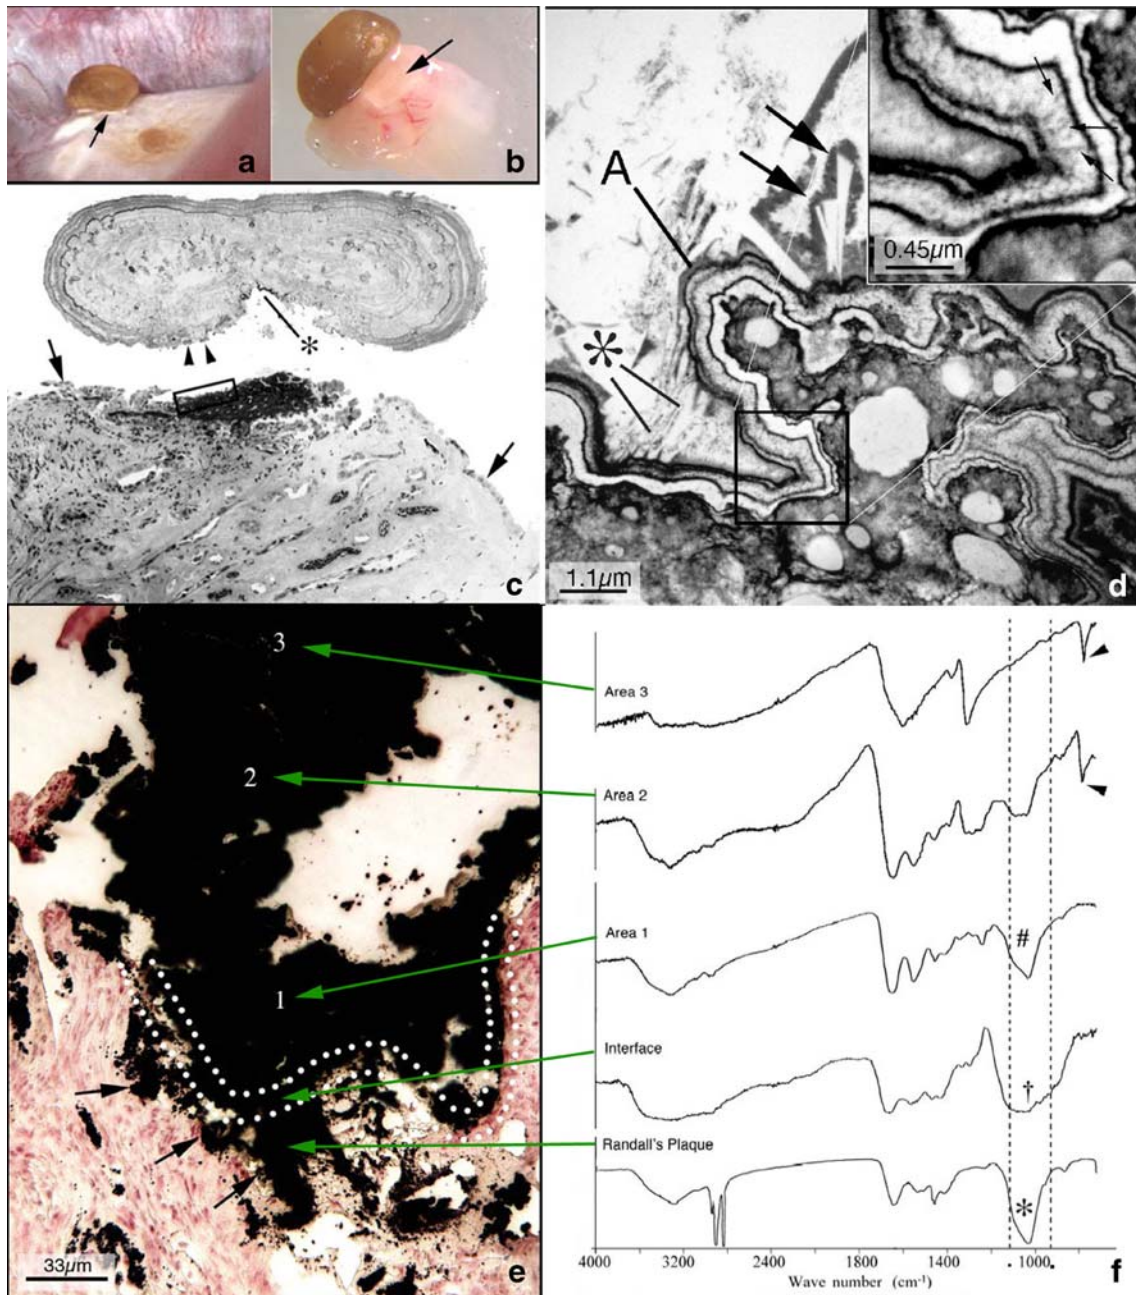 a
b
c
*
A
*
0.45µm
1.1µm
d
3
2
1
33µm
e
Area 3
Area 2
Area 1
#
Interface
†
Randall's Plaque
*
4000 3200 2400 1400 1000
Wave number (cm⁻¹)
f